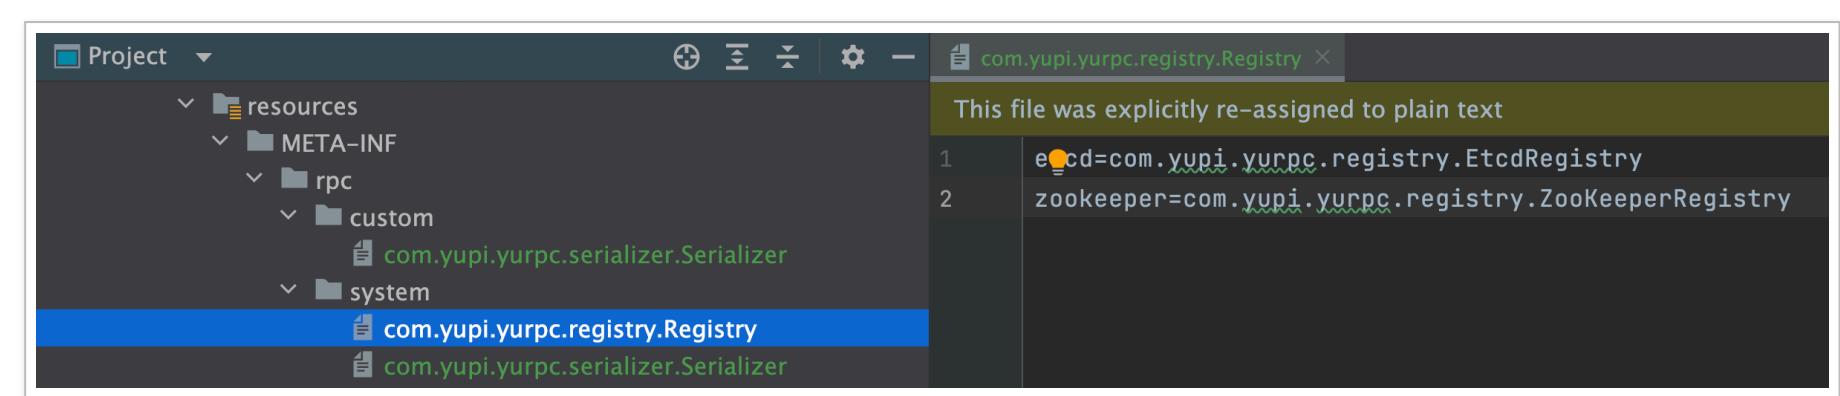 Project
resources
META-INF
rpc
custom
com.yupi.yurpc.serializer.Serializer
system
com.yupi.yurpc.registry.Registry
com.yupi.yurpc.serializer.Serializer
com.yupi.yurpc.registry.Registry
This file was explicitly re-assigned to plain text
1 e cd=com.yupi.yurpc.registry.EtcdRegistry
2 zookeeper=com.yupi.yurpc.registry.ZooKeeperRegistry